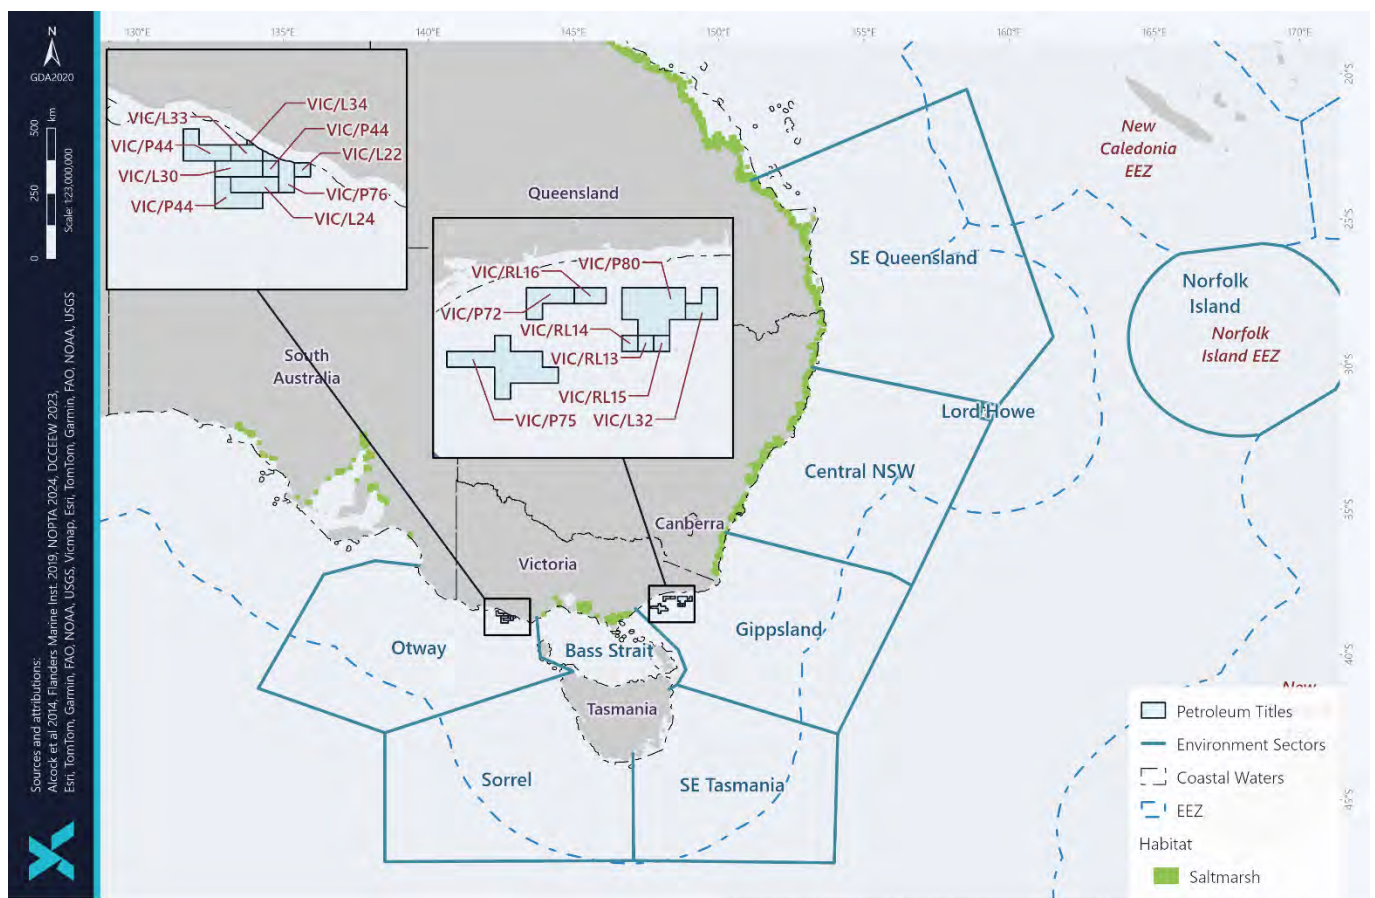 N
GDA2020
0 250 500 km
Scale: 1:23,000,000
Sources and attributions:
Alcock et al 2014, Flanders Marine Inst. 2019, NOPTA 2024, DCCEEW 2023,
Esri, TomTom, Garmin, FAO, NOAA, USGS, Vicmap, Esri, TomTom, Garmin, FAO, NOAA, USGS
130°E
135°E
140°E
145°E
150°E
155°E
160°E
165°E
170°E
20°S
25°S
30°S
35°S
40°S
45°S
VIC/L34
VIC/L33
VIC/P44
VIC/P44
VIC/L22
VIC/L30
VIC/P76
VIC/P44
VIC/L24
Queensland
VIC/RL16
VIC/P80
VIC/P72
VIC/RL14
VIC/RL13
VIC/RL15
VIC/P75
VIC/L32
South
Australia
New
Caledonia
EEZ
SE Queensland
Norfolk
Island
Norfolk
Island EEZ
Lord Howe
Central NSW
Canberra
Victoria
Otway
Bass Strait
Gippsland
Tasmania
Sorrel
SE Tasmania
New
Petroleum Titles
Environment Sectors
Coastal Waters
EEZ
Habitat
Saltmarsh